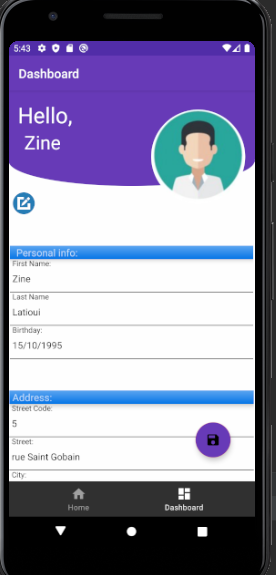 5:43
Dashboard
Hello,
Zine
Personal info:
First Name:
Zine
Last Name
Latioui
Birthday:
15/10/1995
Address:
Street Code:
5
Street:
rue Saint Gobain
City:
Home
Dashboard